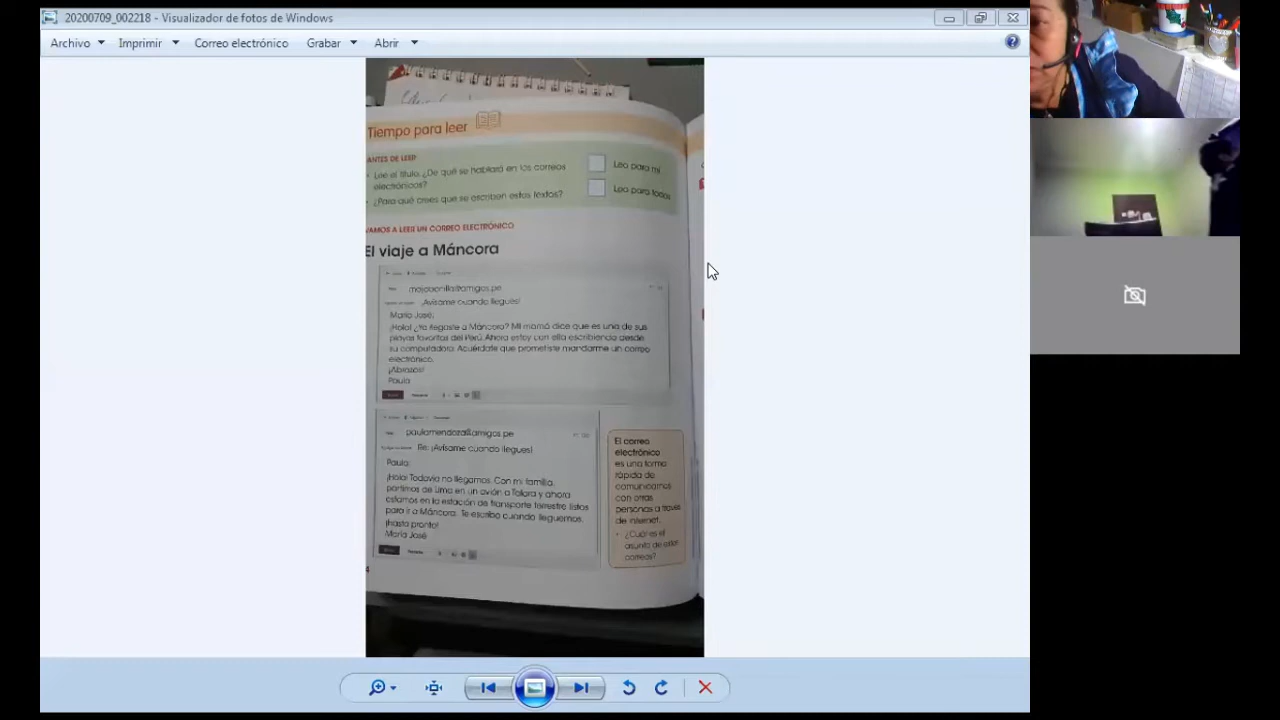 20200709_002218 - Visualizador de fotos de Windows
Archivo Imprimir Correo electrónico Grabar Abrir
Tiempo para leer
ANTES DE LEER
Lee el título. ¿De qué se hablará en los correos
electrónicos?
¿Para qué crees que se escriben estos textos?
Leo para mí
Leo para todos
VAMOS A LEER UN CORREO ELECTRÓNICO
El viaje a Máncora
¡Avísame cuando llegues!
María José:
¡Hola! ¿Ya llegaste a Máncora? Mi mamá dice que es una de sus
playas favoritas del Perú. Ahora estoy con ella escribiendo desde
su computadora. Acuérdate que prometiste mandarme un correo
electrónico.
¡Abrazos!
Paula
paulamendoza@amigos.pe
Re: ¡Avísame cuando llegues!
Paula:
¡Hola! Todavía no llegamos. Con mi familia,
partimos de Lima en un avión a Talara y ahora
estamos en la estación de transporte terrestre listos
para ir a Máncora. Te escribo cuando lleguemos.
¡Hasta pronto!
María José
El correo
electrónico
es una forma
rápida de
comunicarnos
con otras
personas a través
de internet.
¿Cuál es el
asunto de estos
correos?
4